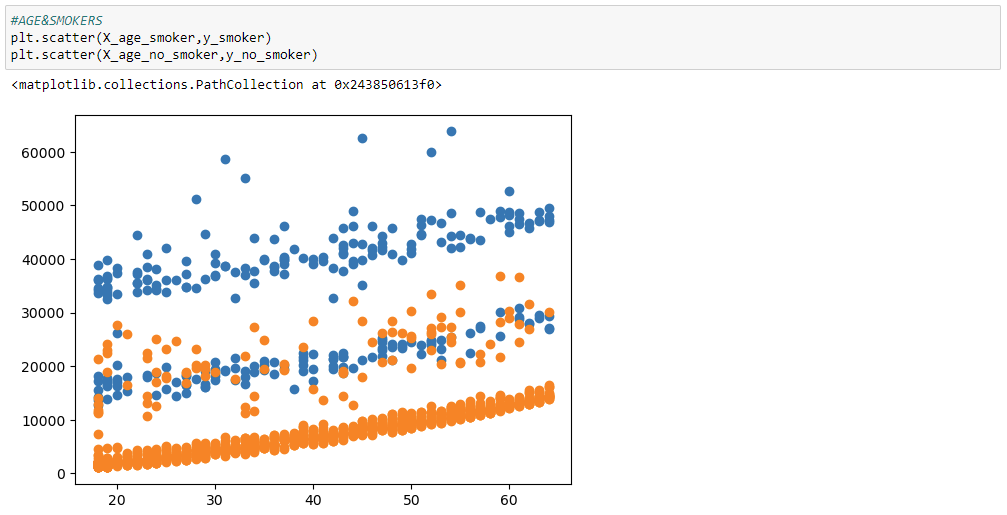 #AGE&SMOKERS
plt.scatter(X_age_smoker,y_smoker)
plt.scatter(X_age_no_smoker,y_no_smoker)
<matplotlib.collections.PathCollection at 0x243850613f0>
60000
50000
40000
30000
20000
10000
0
20 30 40 50 60